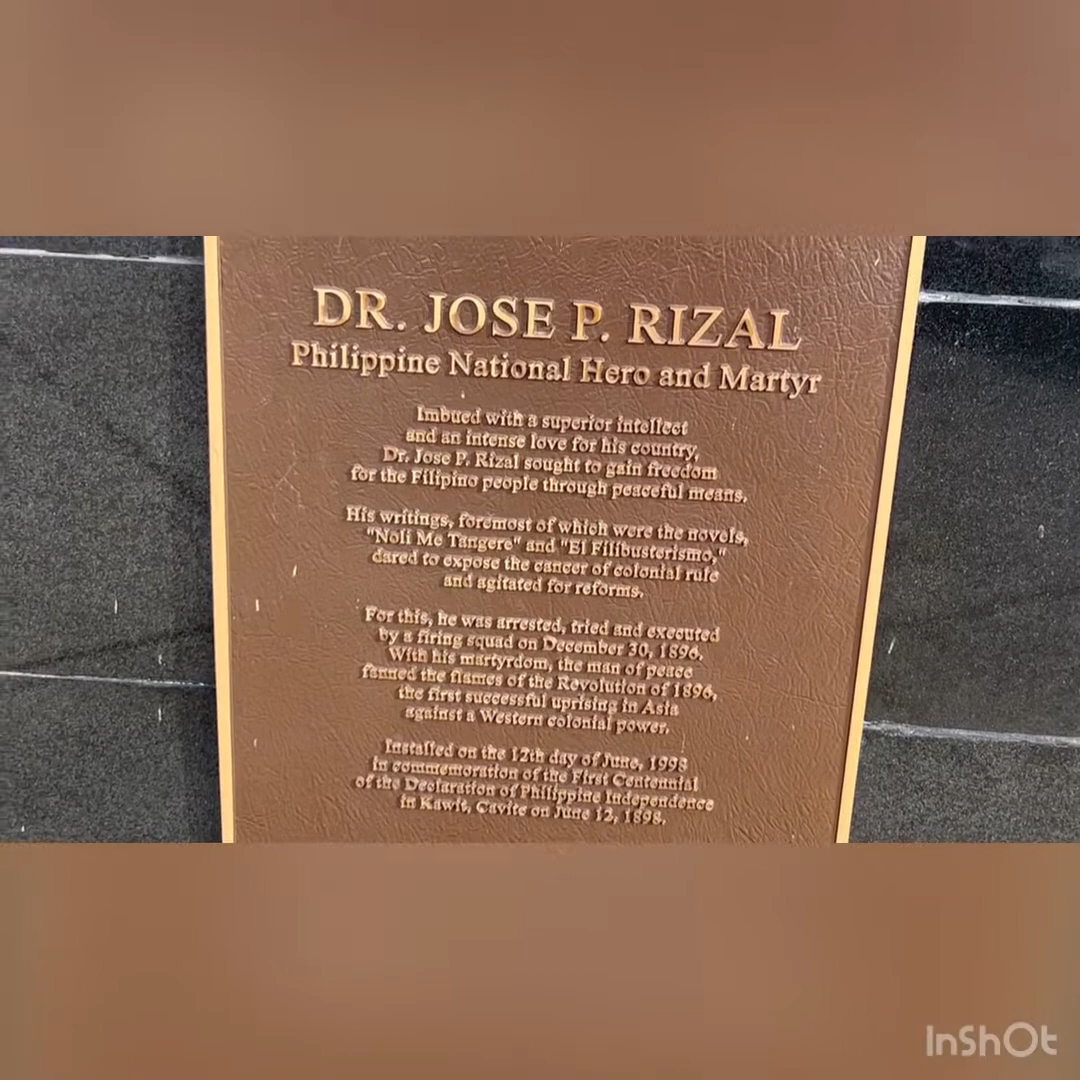 DR. JOSE P. RIZAL
Philippine National Hero and Martyr
Imbued with a superior intellect
and an intense love for his country,
Dr. Jose P. Rizal sought to gain freedom
for the Filipino people through peaceful means.
His writings, foremost of which were the novels,
"Noli Me Tangere" and "El Filibusterismo,"
dared to expose the cancer of colonial rule
and agitated for reforms.
For this, he was arrested, tried and executed
by a firing squad on December 30, 1896.
With his martyrdom, the man of peace
fanned the flames of the Revolution of 1896,
the first successful uprising in Asia
against a Western colonial power.
Installed on the 12th day of June, 1998
in commemoration of the First Centennial
of the Declaration of Philippine Independence
in Kawit, Cavite on June 12, 1898.
InShOt